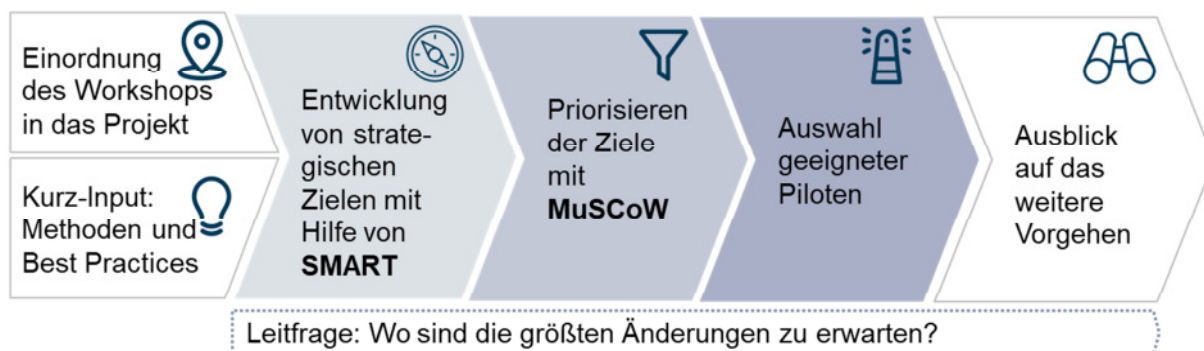 Einordnung
des Workshops
in das Projekt
Kurz-Input:
Methoden und
Best Practices
Entwicklung
von strate-
gischen
Zielen mit
Hilfe von
SMART
Priorisieren
der Ziele
mit
MuSCoW
Auswahl
geeigneter
Piloten
Ausblick
auf das
weitere
Vorgehen
Leitfrage: Wo sind die größten Änderungen zu erwarten?